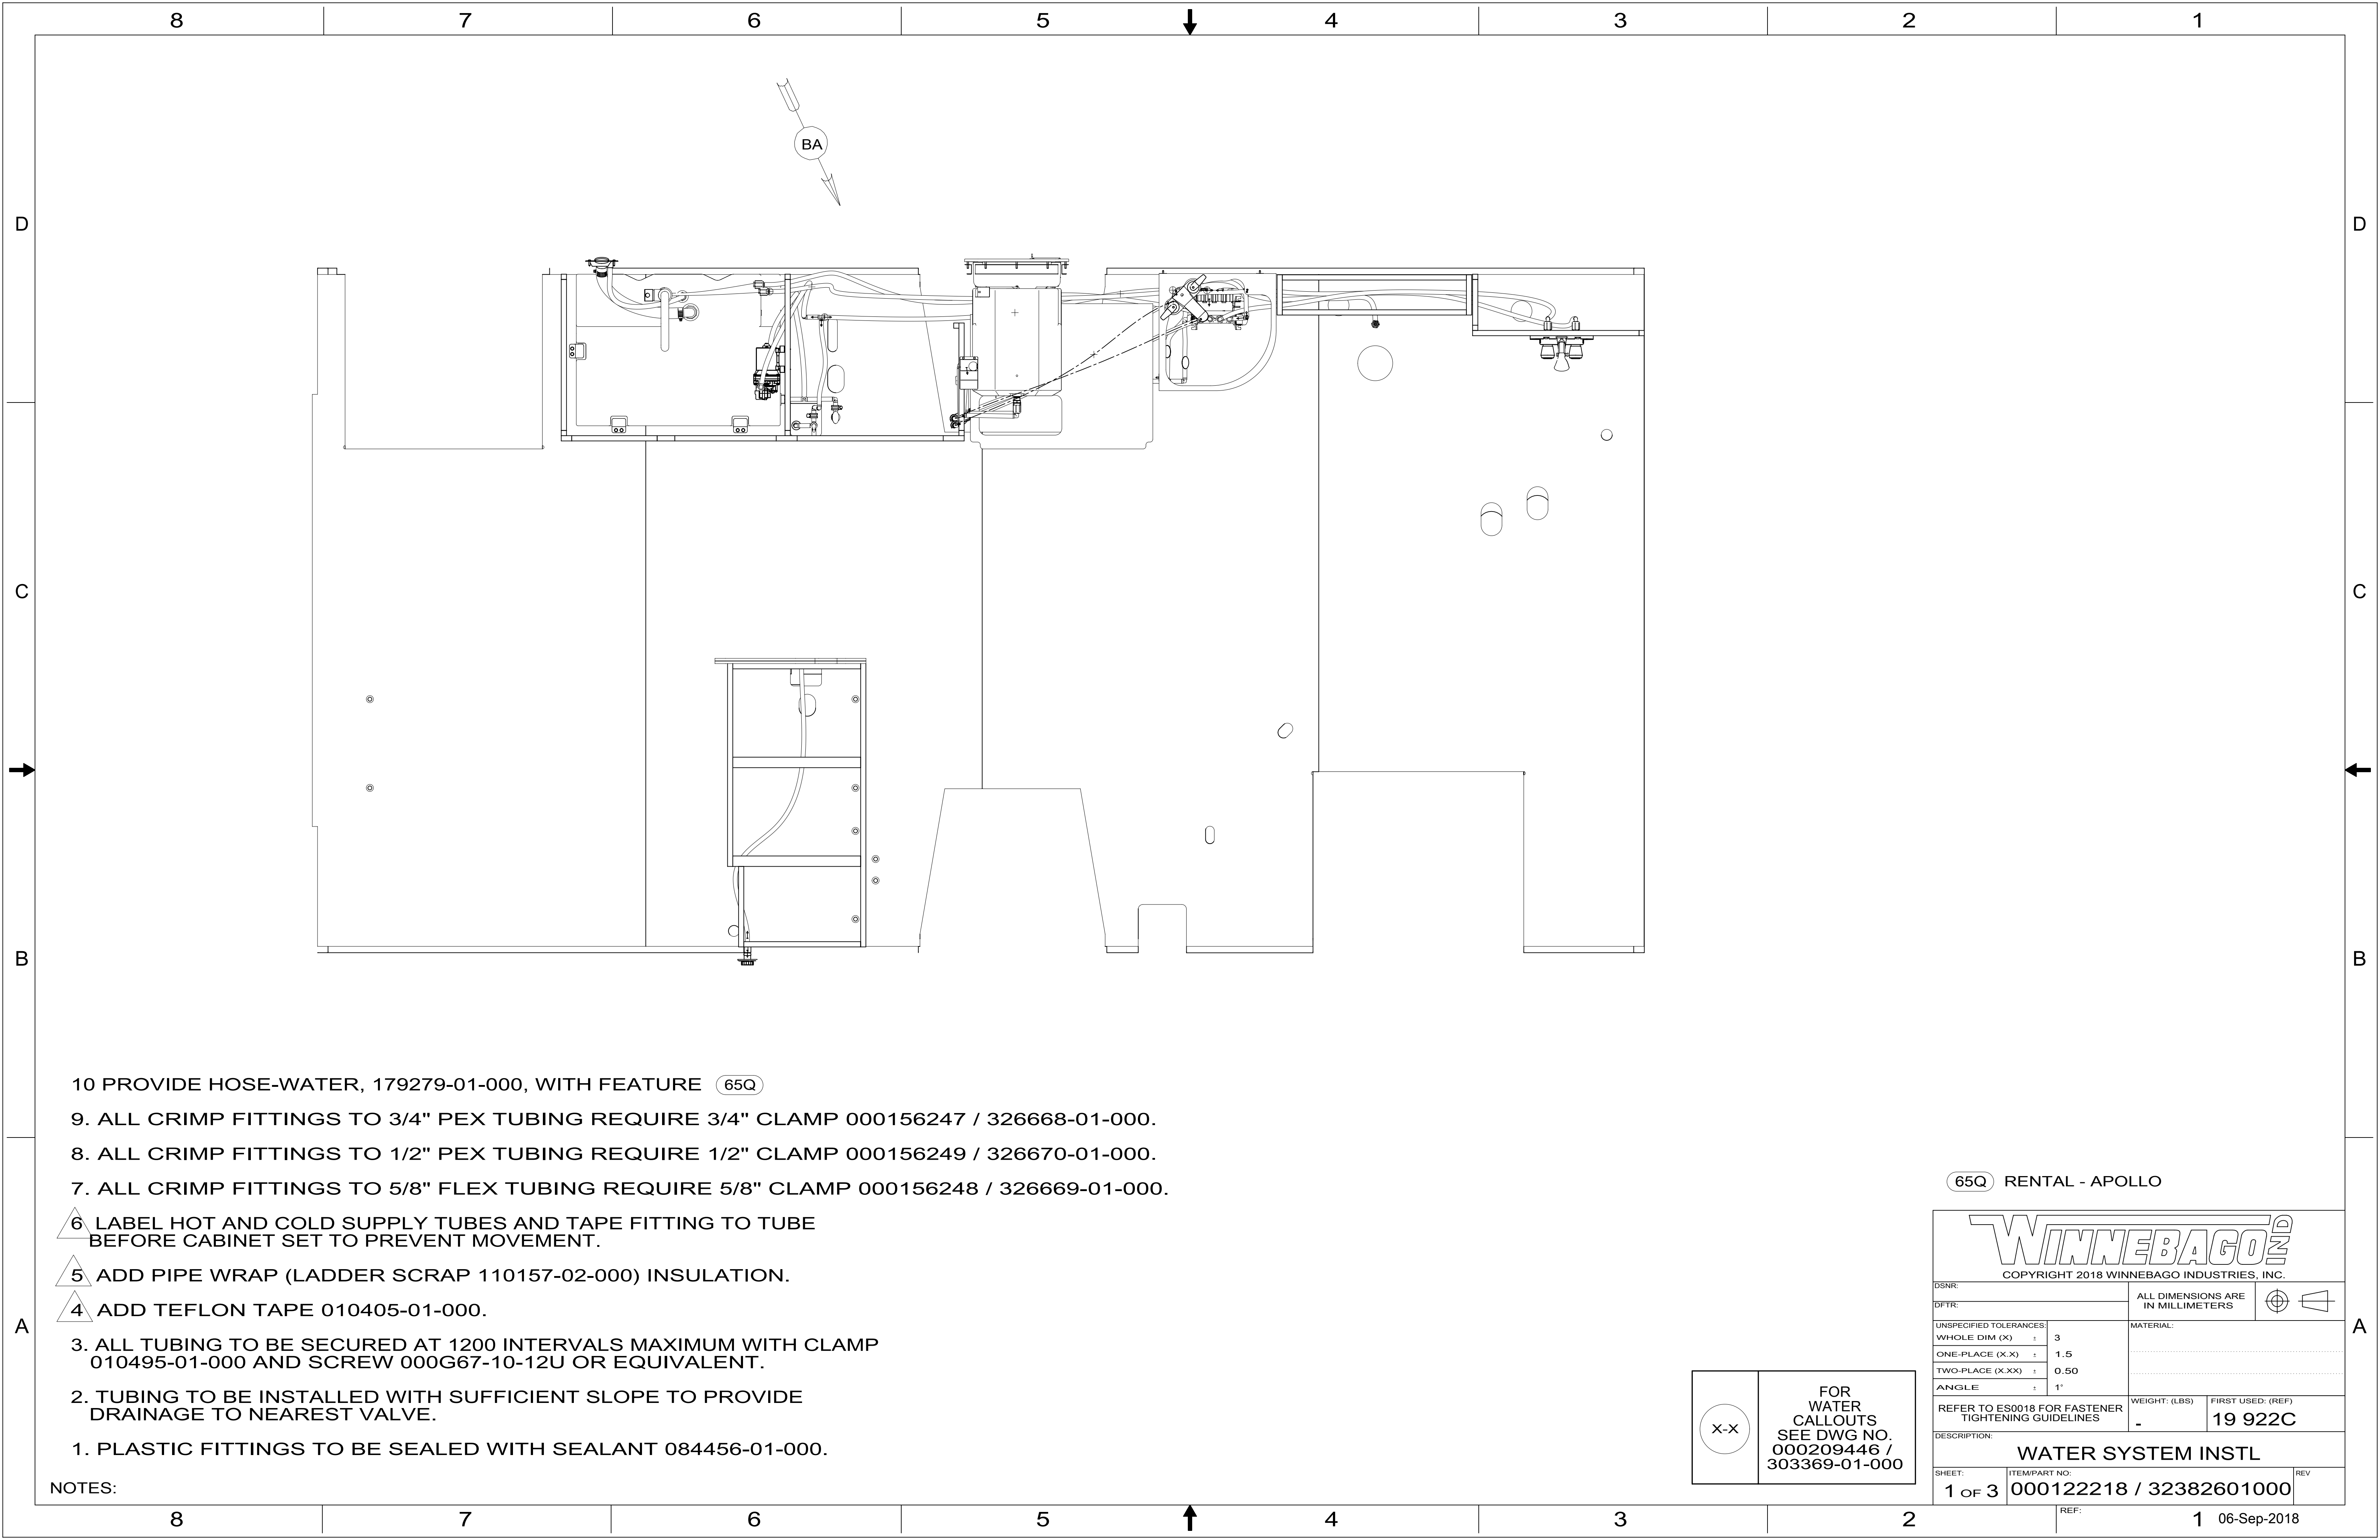 8 7 6 5 4 3 2 1
BA
D D
C C
B B
10 PROVIDE HOSE-WATER, 179279-01-000, WITH FEATURE 65Q
9. ALL CRIMP FITTINGS TO 3/4" PEX TUBING REQUIRE 3/4" CLAMP 000156247 / 326668-01-000.
8. ALL CRIMP FITTINGS TO 1/2" PEX TUBING REQUIRE 1/2" CLAMP 000156249 / 326670-01-000.
7. ALL CRIMP FITTINGS TO 5/8" FLEX TUBING REQUIRE 5/8" CLAMP 000156248 / 326669-01-000.
6 LABEL HOT AND COLD SUPPLY TUBES AND TAPE FITTING TO TUBE
BEFORE CABINET SET TO PREVENT MOVEMENT.
5 ADD PIPE WRAP (LADDER SCRAP 110157-02-000) INSULATION.
4 ADD TEFLON TAPE 010405-01-000.
3. ALL TUBING TO BE SECURED AT 1200 INTERVALS MAXIMUM WITH CLAMP
010495-01-000 AND SCREW 000G67-10-12U OR EQUIVALENT.
2. TUBING TO BE INSTALLED WITH SUFFICIENT SLOPE TO PROVIDE
DRAINAGE TO NEAREST VALVE.
1. PLASTIC FITTINGS TO BE SEALED WITH SEALANT 084456-01-000.
NOTES:
A A
X-X
FOR
WATER
CALLOUTS
SEE DWG NO.
000209446 /
303369-01-000
65Q RENTAL - APOLLO
WINNEBAGO IND
COPYRIGHT 2018 WINNEBAGO INDUSTRIES, INC.
DSNR:
DFTR:
ALL DIMENSIONS ARE
IN MILLIMETERS
UNSPECIFIED TOLERANCES:
WHOLE DIM (X) ± 3
ONE-PLACE (X.X) ± 1.5
TWO-PLACE (X.XX) ± 0.50
ANGLE ± 1°
MATERIAL:
REFER TO ES0018 FOR FASTENER
TIGHTENING GUIDELINES
WEIGHT: (LBS)
-
FIRST USED: (REF)
19 922C
DESCRIPTION:
WATER SYSTEM INSTL
SHEET:
1 OF 3
ITEM/PART NO:
000122218 / 32382601000
REV
REF:
06-Sep-2018
8 7 6 5 4 3 2 1